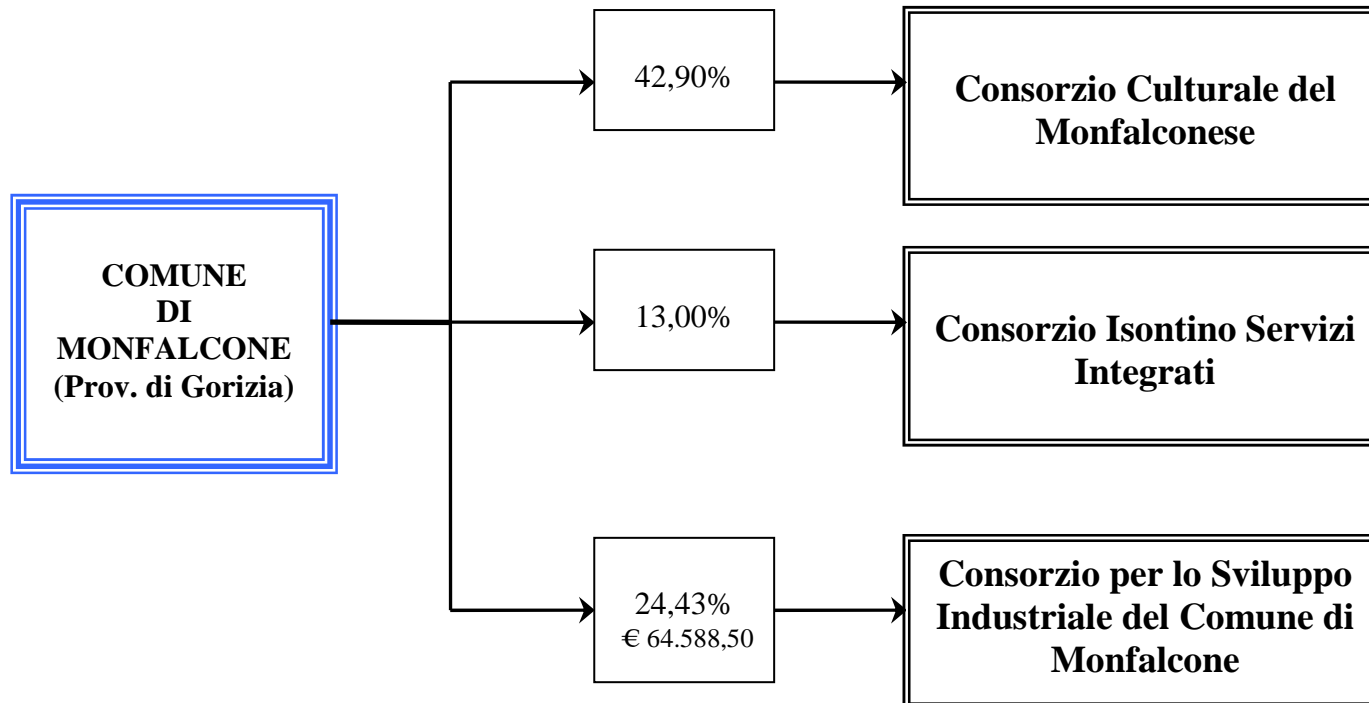 COMUNE
DI
MONFALCONE
(Prov. di Gorizia)
42,90%
Consorzio Culturale del
Monfalconese
13,00%
Consorzio Isontino Servizi
Integrati
24,43%
€ 64.588,50
Consorzio per lo Sviluppo
Industriale del Comune di
Monfalcone